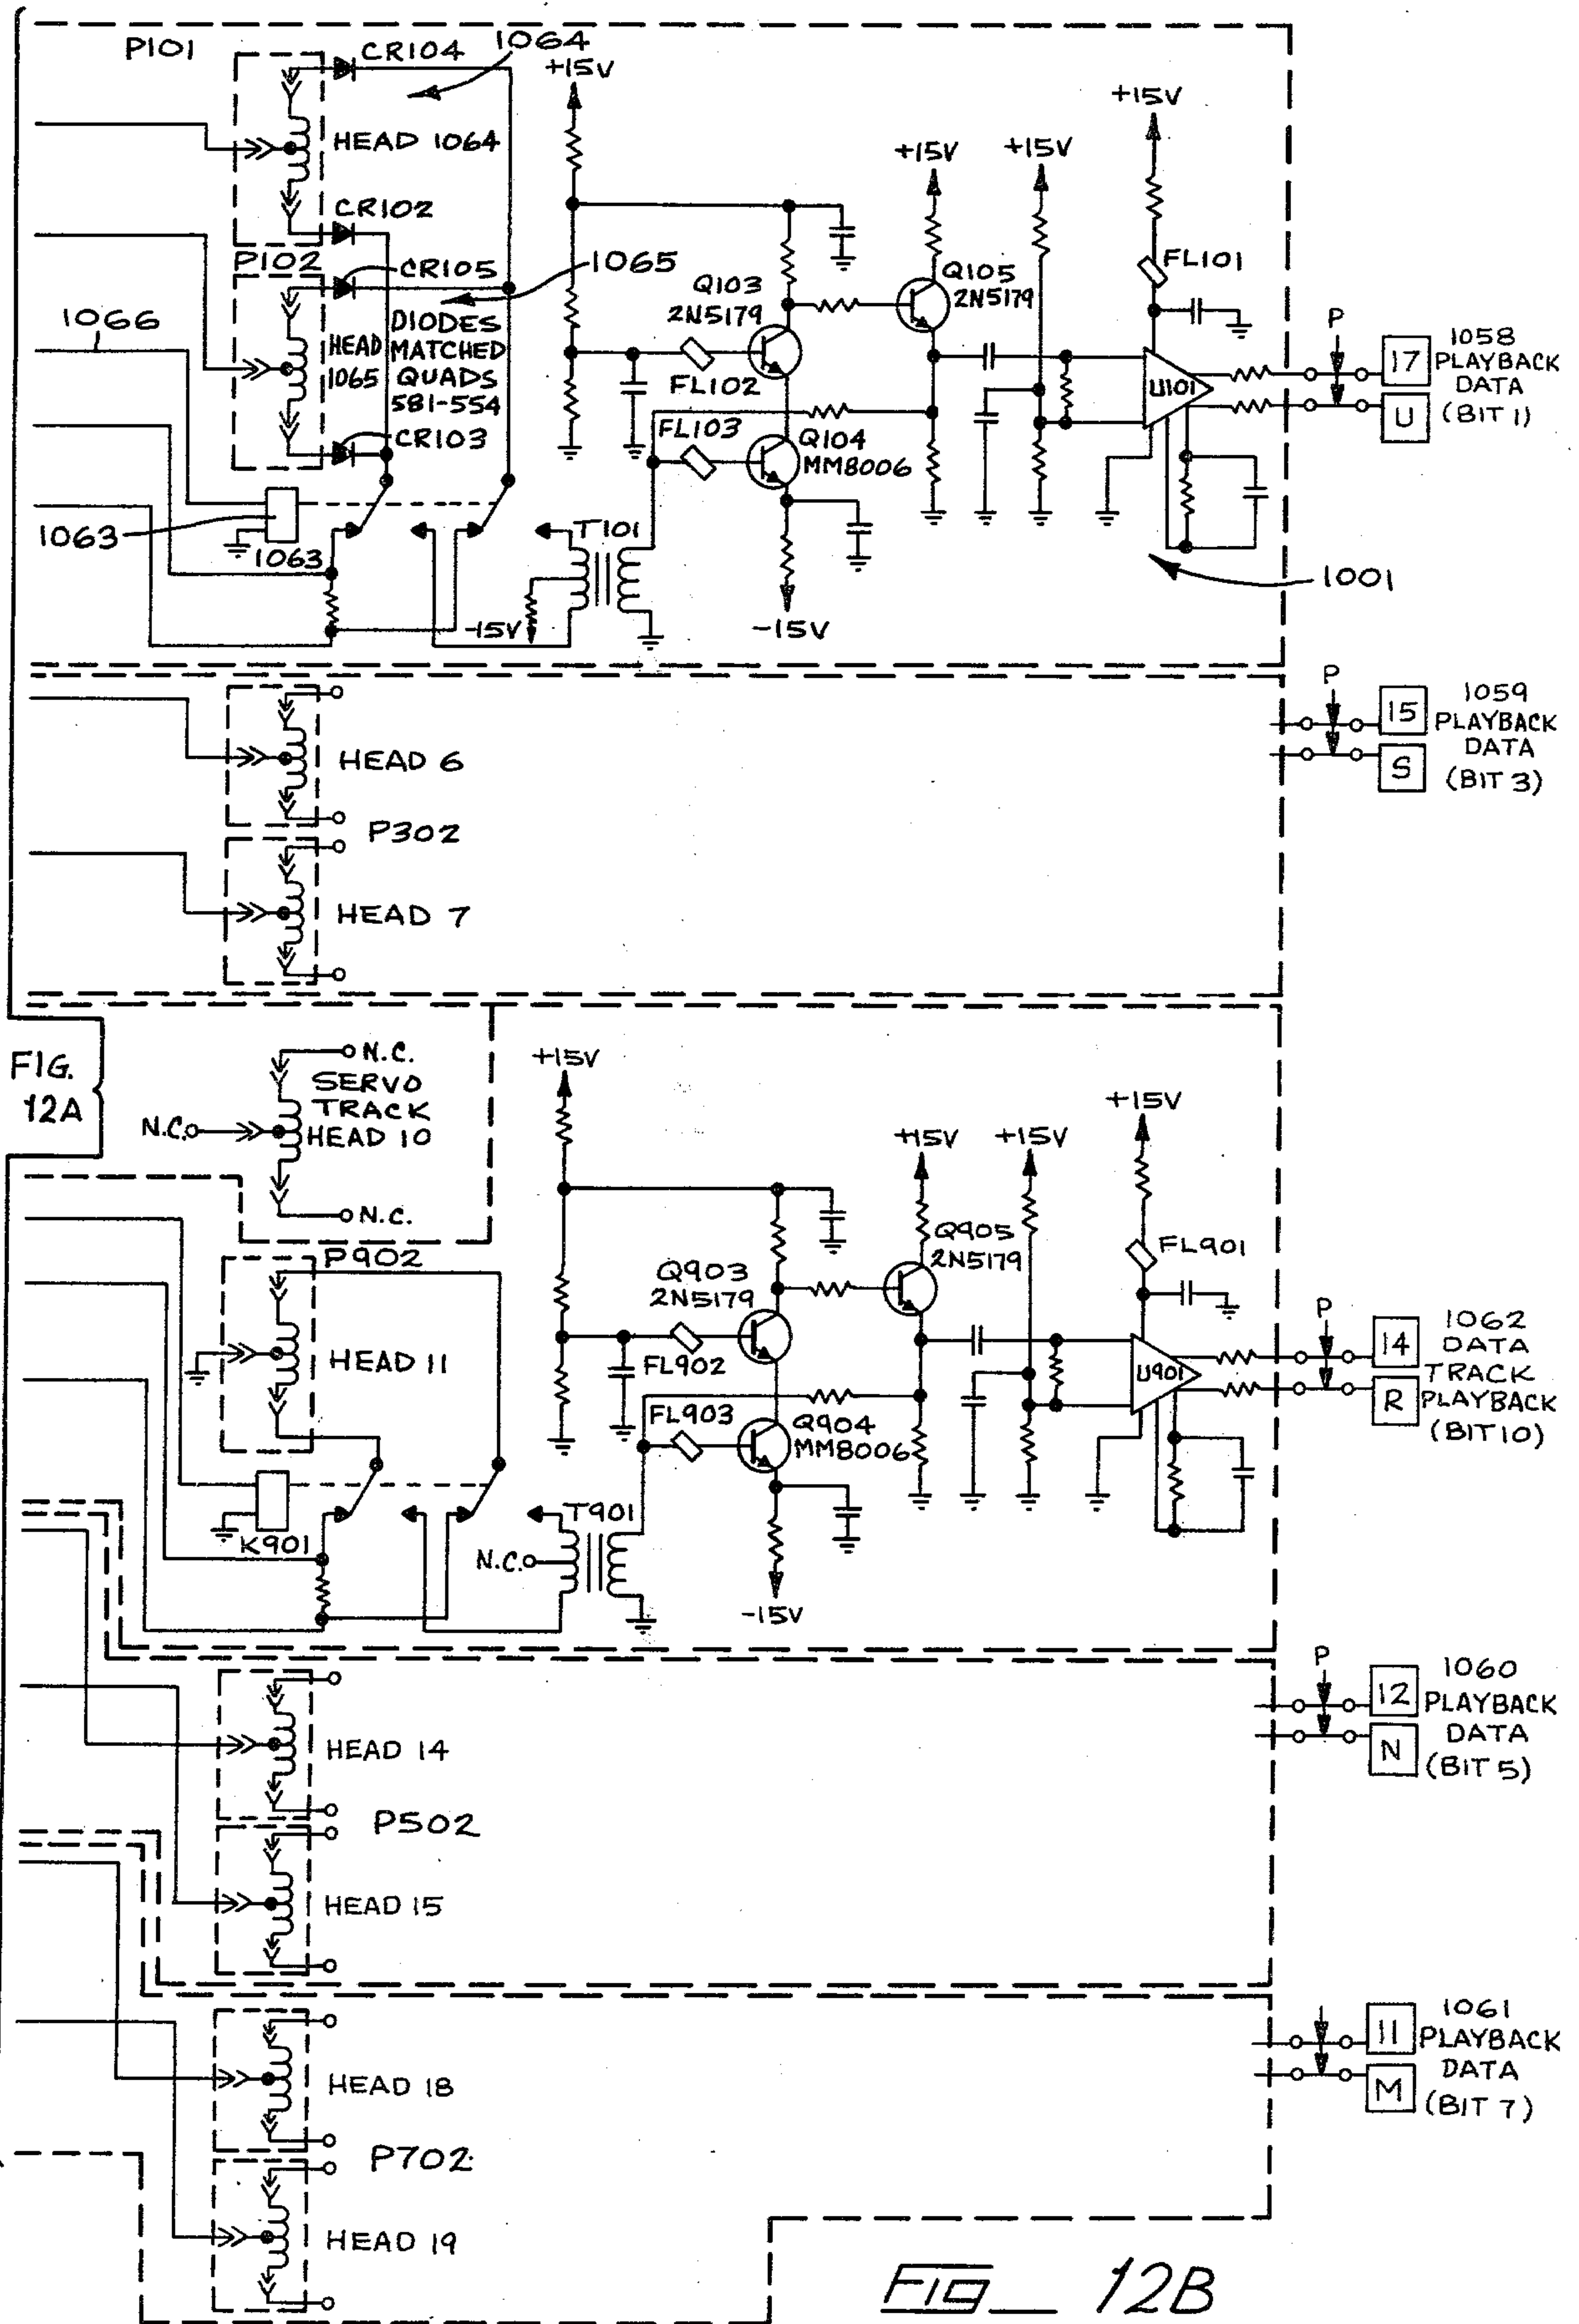 P101
CR104
1064
+15V
+15V
HEAD 1064
+15V
+15V
CR102
P102
CR105
1065
FL101
Q103
2N5179
Q105
2N5179
1066
HEAD
1065
DIODES
MATCHED
QUADS
581-554
FL102
P
17
1058
PLAYBACK
DATA
(BIT 1)
U101
U
CR103
FL103
Q104
MM8006
1063
1063
T101
1001
-15V
-15V
P
15
1059
PLAYBACK
DATA
(BIT 3)
S
HEAD 6
P302
HEAD 7
FIG.
12A
N.C.
SERVO
TRACK
HEAD 10
N.C.
N.C.
+15V
+15V
+15V
+15V
P902
Q903
2N5179
Q905
2N5179
FL901
HEAD 11
FL902
U901
P
14
1062
DATA
TRACK
PLAYBACK
(BIT 10)
R
FL903
Q904
MM8006
K901
T901
N.C.
-15V
P
12
1060
PLAYBACK
DATA
(BIT 5)
N
HEAD 14
P502
HEAD 15
11
1061
PLAYBACK
DATA
(BIT 7)
M
HEAD 18
P702
HEAD 19
FIG 12B